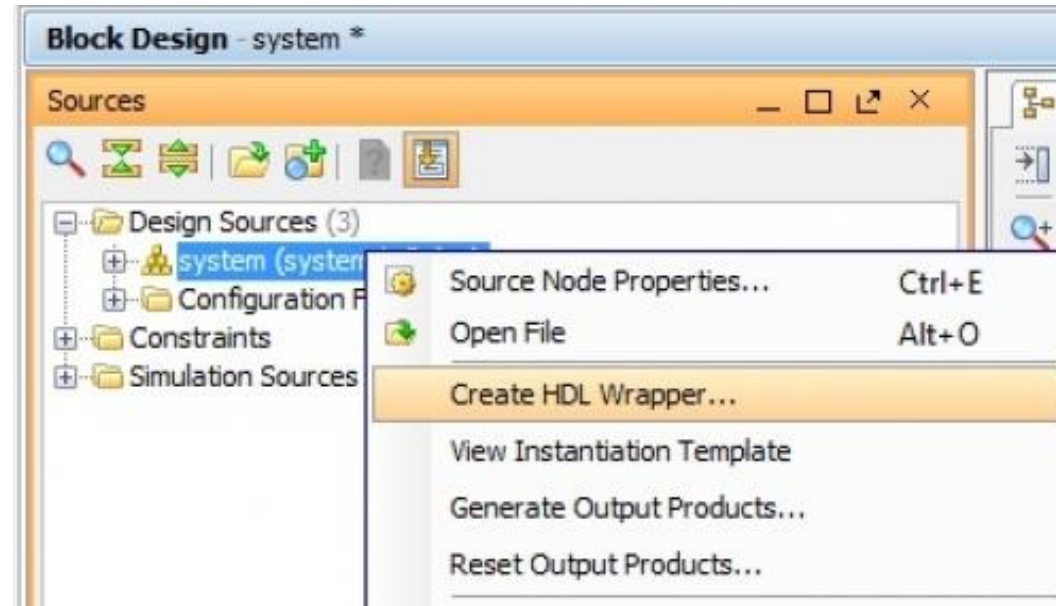 Block Design - system *
Sources
Design Sources (3)
system (system
Configuration F
Constraints
Simulation Sources
Source Node Properties... Ctrl+E
Open File Alt+O
Create HDL Wrapper...
View Instantiation Template
Generate Output Products...
Reset Output Products...